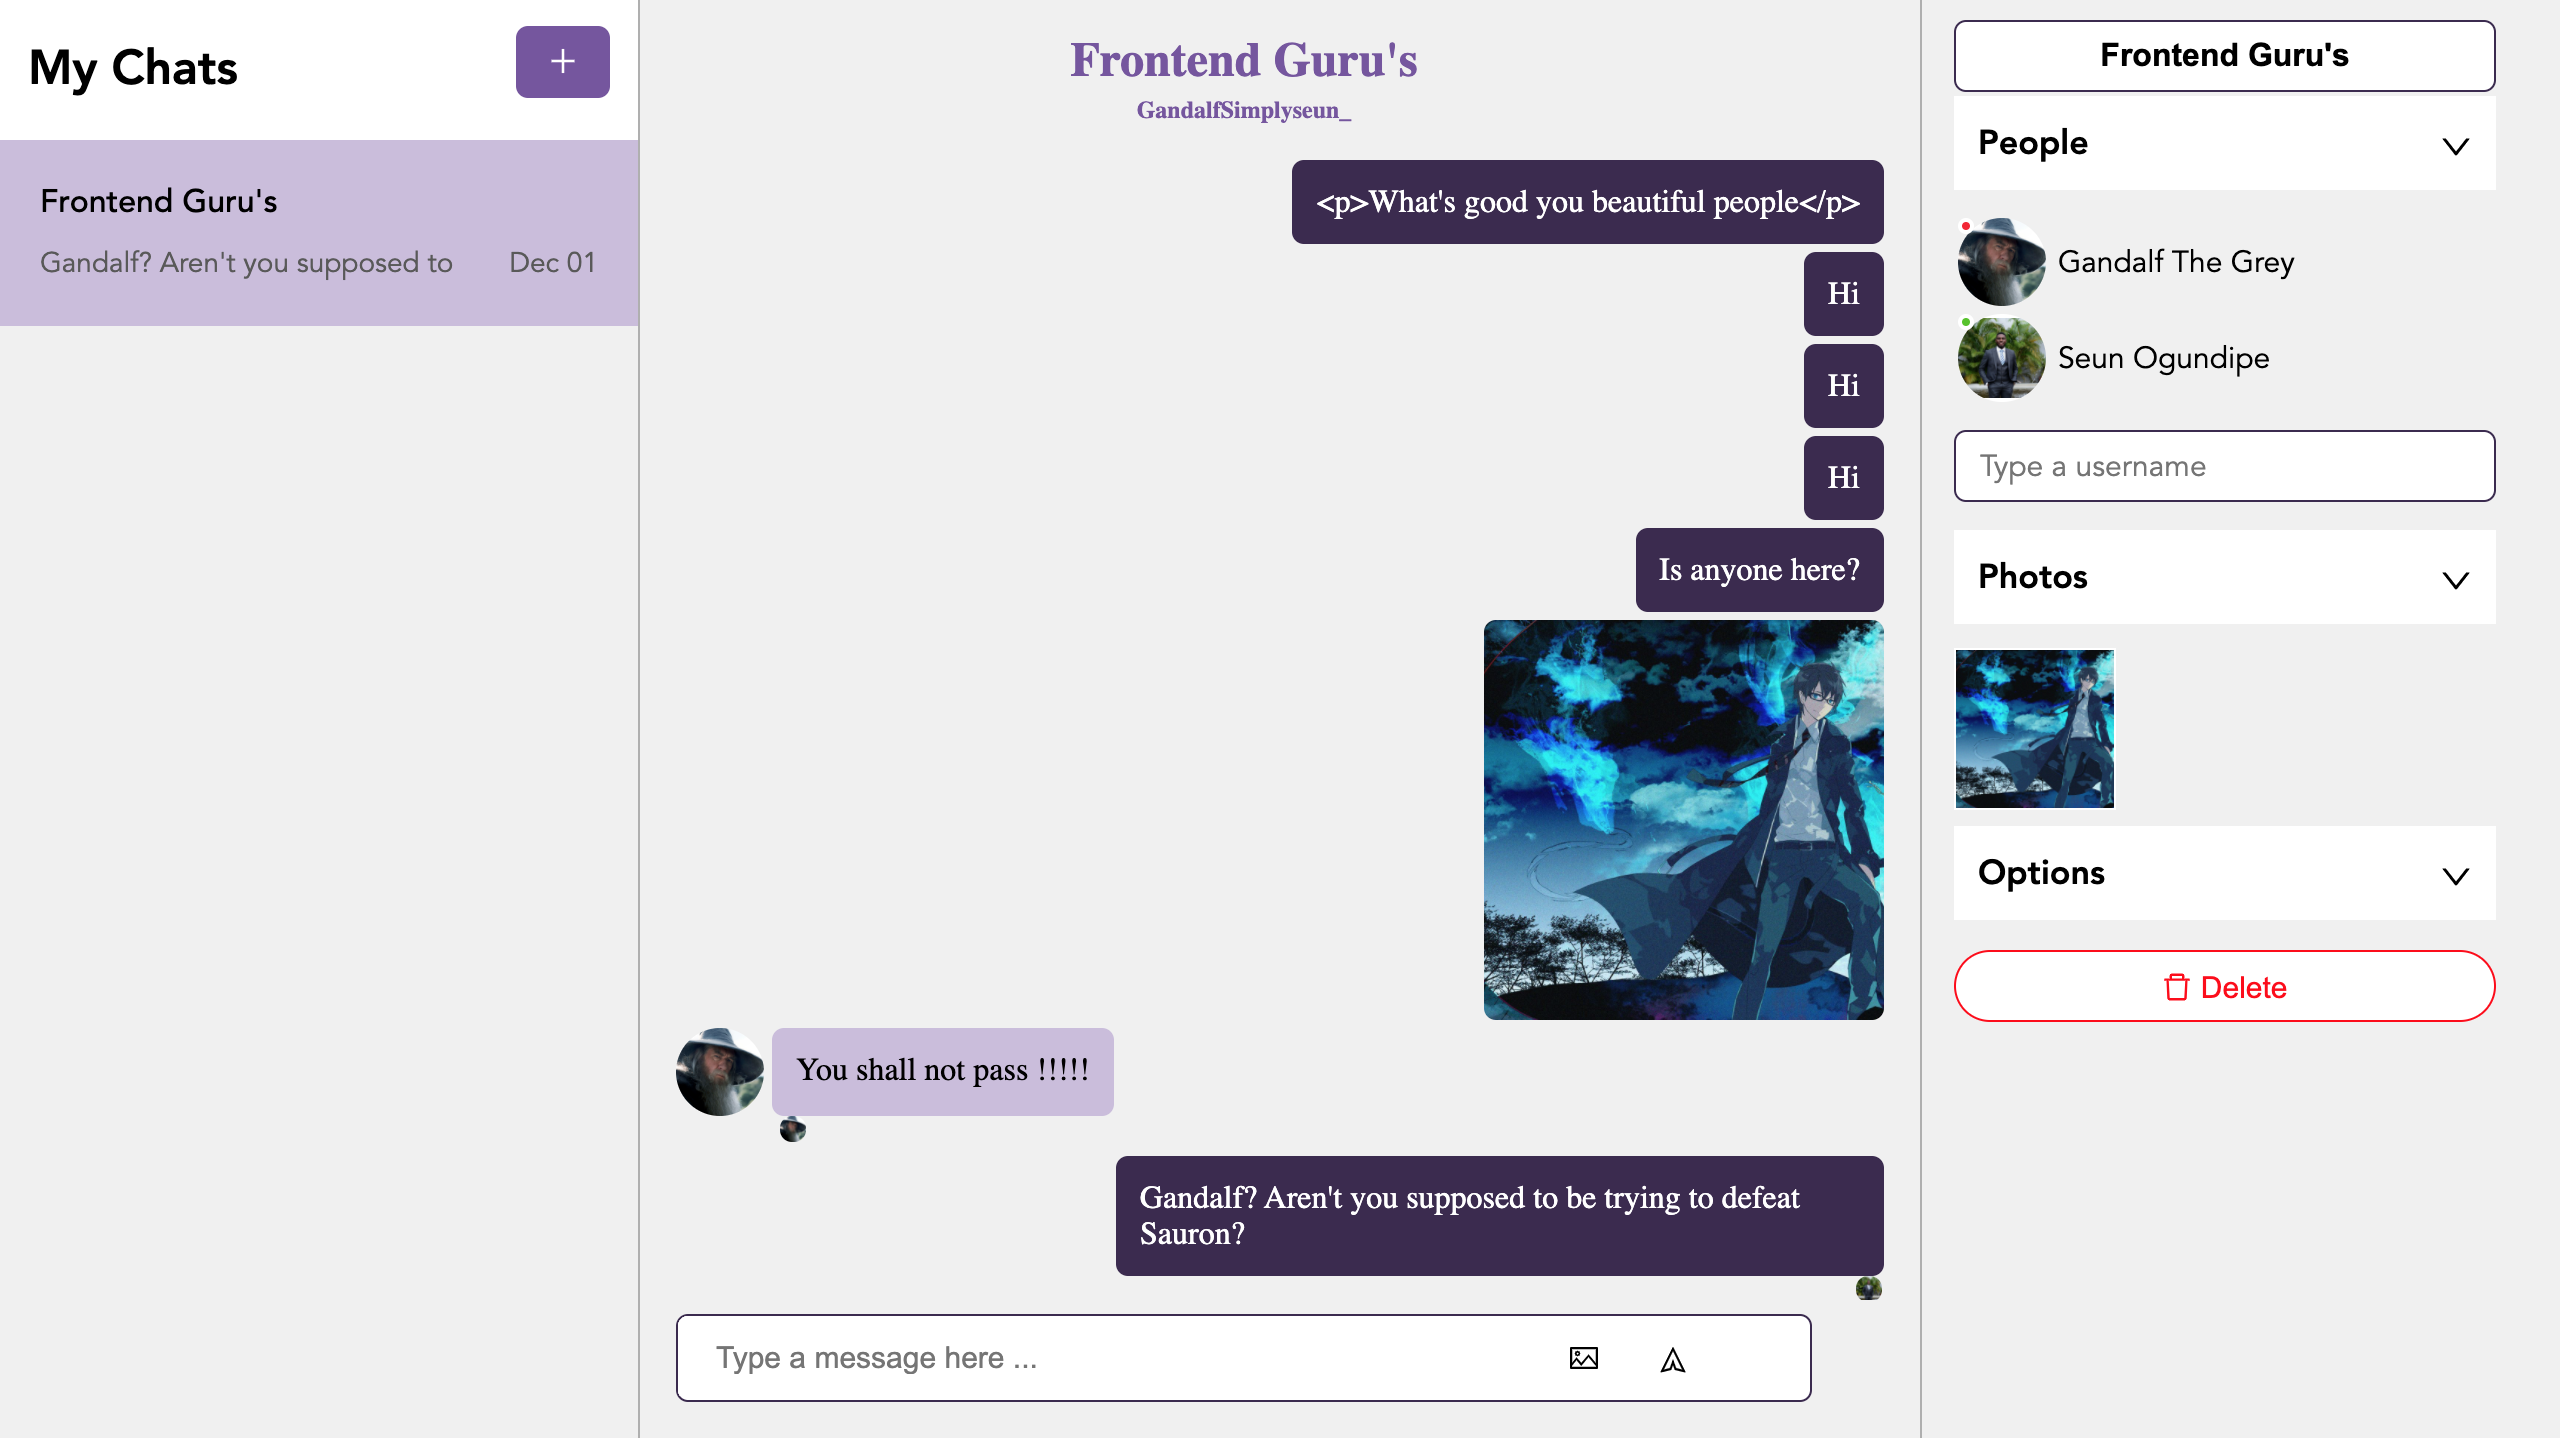 My Chats
+
Frontend Guru's
Gandalf? Aren't you supposed to
Dec 01
Frontend Guru's
GandalfSimplyseun_
<p>What's good you beautiful people</p>
Hi
Hi
Hi
Is anyone here?
You shall not pass !!!!!
Gandalf? Aren't you supposed to be trying to defeat
Sauron?
Type a message here ...
Frontend Guru's
People
Gandalf The Grey
Seun Ogundipe
Type a username
Photos
Options
Delete